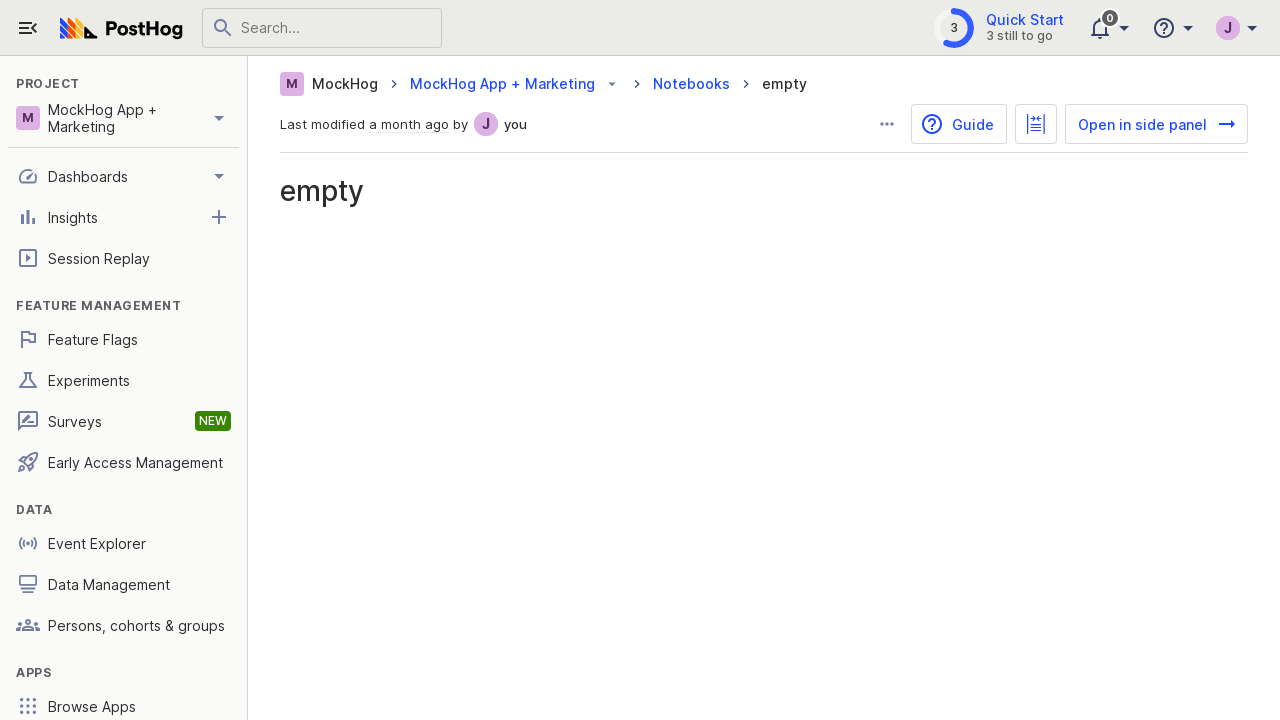 PostHog
Search...
3
Quick Start
3 still to go
0
J
PROJECT
M
MockHog App +
Marketing
Dashboards
Insights
Session Replay
FEATURE MANAGEMENT
Feature Flags
Experiments
Surveys
NEW
Early Access Management
DATA
Event Explorer
Data Management
Persons, cohorts & groups
APPS
Browse Apps
M MockHog
MockHog App + Marketing
Notebooks
empty
Last modified a month ago by J you
Guide
Open in side panel
empty